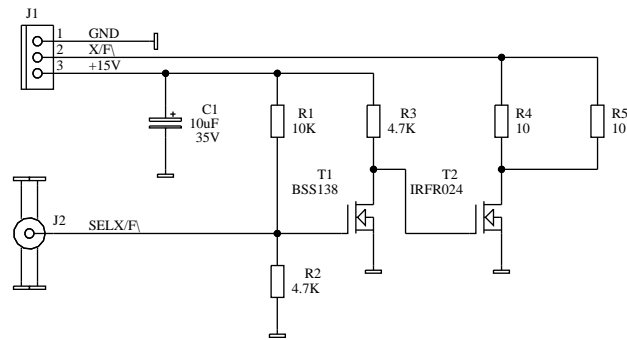 J1
1 GND
2 X/F\
3 +15V
C1
10uF
35V
R1
10K
R3
4.7K
R4
10
R5
10
T1
BSS138
T2
IRFR024
J2
SELX/F\
R2
4.7K